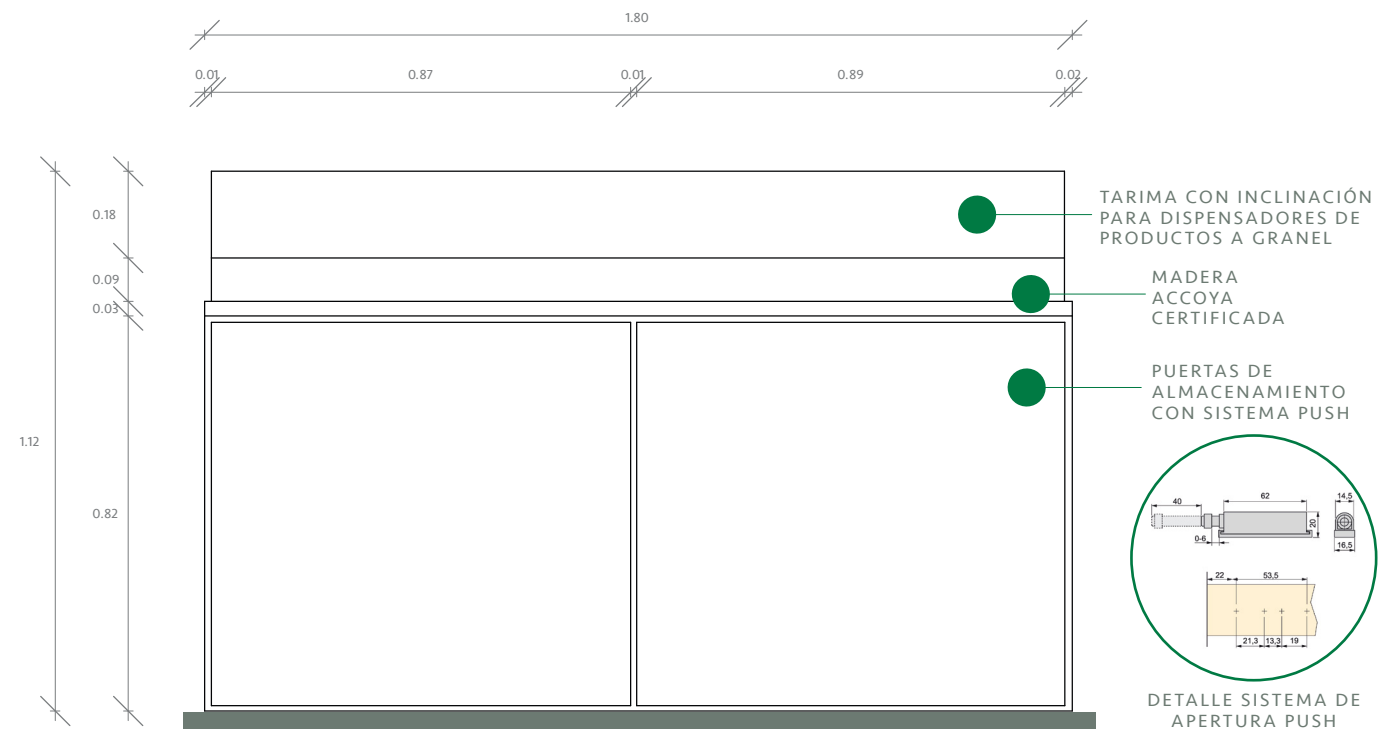 1.80
0.01 0.87 0.01 0.89 0.02
0.18
0.09
0.03
1.12
0.82
TARIMA CON INCLINACIÓN
PARA DISPENSADORES DE
PRODUCTOS A GRANEL
MADERA
ACCOYA
CERTIFICADA
PUERTAS DE
ALMACENAMIENTO
CON SISTEMA PUSH
40 62 14,5
20
0-6 16,5
22 53,5
21,3 13,3 19
DETALLE SISTEMA DE
APERTURA PUSH